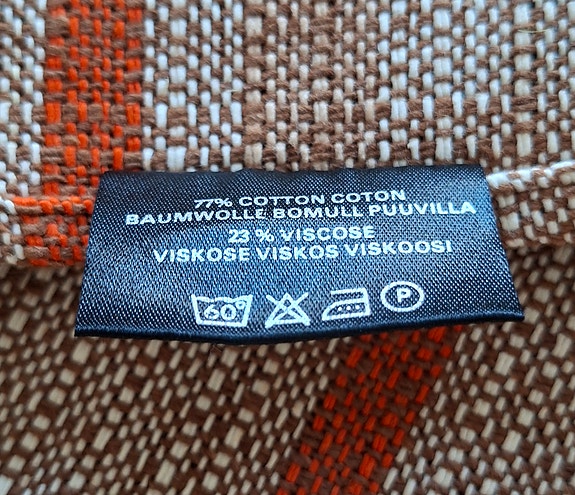 77% COTTON COTON
BAUMWOLLE BOMULL PUUVILLA
23 % VISCOSE
VISKOSE VISKOS VISKOOSI
60° P